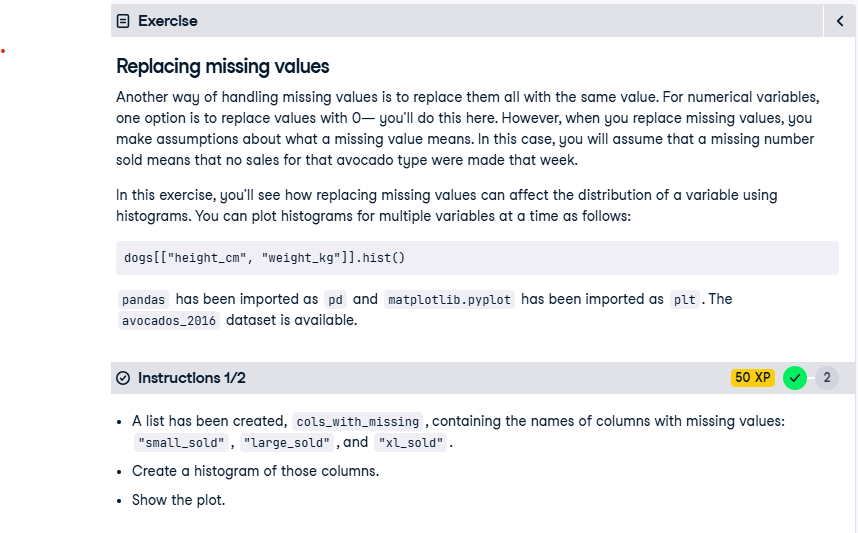 Exercise
Replacing missing values
Another way of handling missing values is to replace them all with the same value. For numerical variables,
one option is to replace values with 0— you'll do this here. However, when you replace missing values, you
make assumptions about what a missing value means. In this case, you will assume that a missing number
sold means that no sales for that avocado type were made that week.
In this exercise, you'll see how replacing missing values can affect the distribution of a variable using
histograms. You can plot histograms for multiple variables at a time as follows:
dogs[["height_cm", "weight_kg"]].hist()
pandas has been imported as pd and matplotlib.pyplot has been imported as plt. The
avocados_2016 dataset is available.
Instructions 1/2 50 XP 2
• A list has been created, cols_with_missing, containing the names of columns with missing values:
"small_sold", "large_sold", and "xl_sold".
• Create a histogram of those columns.
• Show the plot.